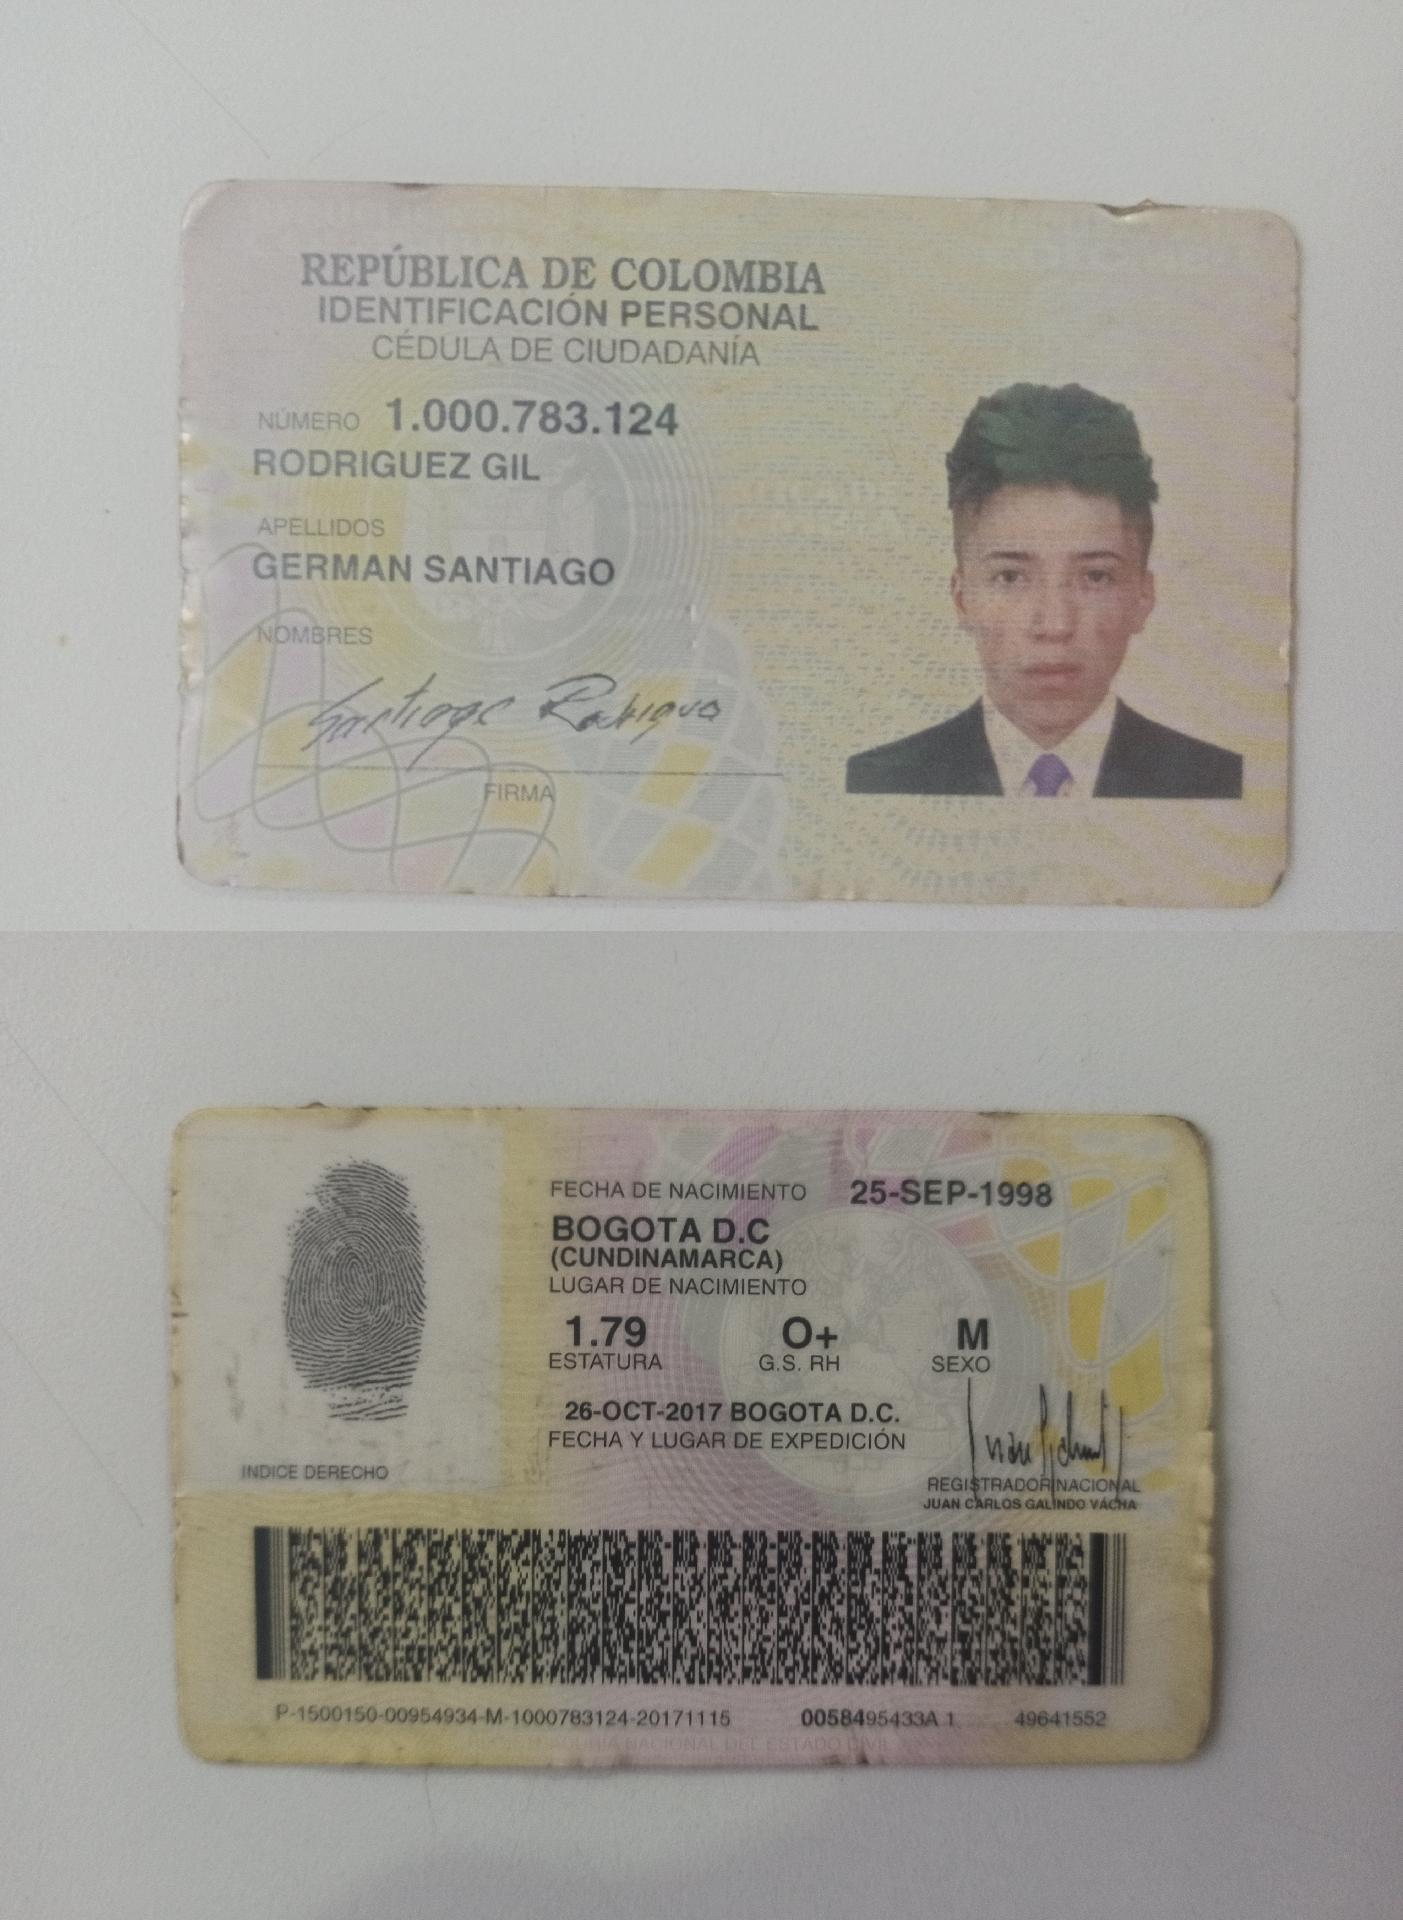 REPÚBLICA DE COLOMBIA
IDENTIFICACIÓN PERSONAL
CÉDULA DE CIUDADANÍA
NÚMERO 1.000.783.124
RODRIGUEZ GIL
APELLIDOS
GERMAN SANTIAGO
NOMBRES
Santiago Rodriguez
FIRMA
FECHA DE NACIMIENTO 25-SEP-1998
BOGOTA D.C
(CUNDINAMARCA)
LUGAR DE NACIMIENTO
1.79 O+ M
ESTATURA G.S. RH SEXO
26-OCT-2017 BOGOTA D.C.
FECHA Y LUGAR DE EXPEDICIÓN
INDICE DERECHO
REGISTRADOR NACIONAL
JUAN CARLOS GALINDO VÁCHA
P-1500150-00954934-M-1000783124-20171115 0058495433A 1 49641552
NACIONAL DEL ESTADO CIVIL